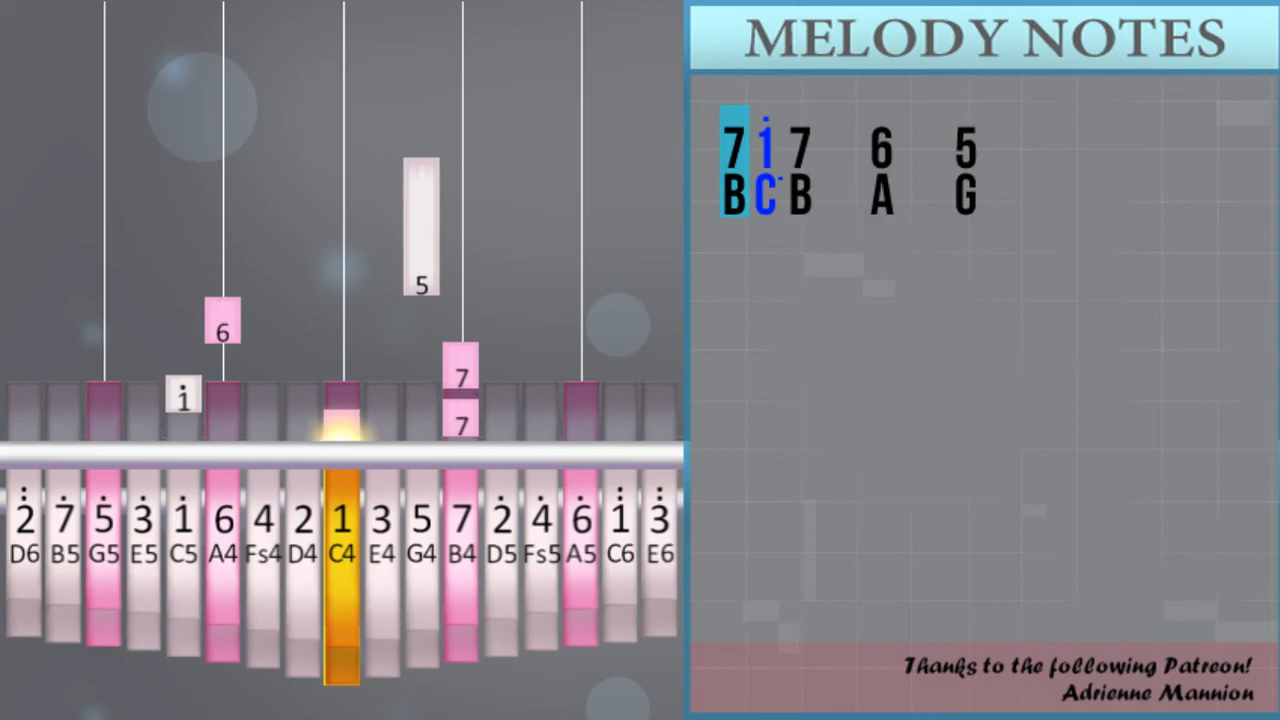 MELODY NOTES
7 1̇ 7 6 5
B C· B A G
5
6
7
1̇
7
2̈ 7̇ 5̇ 3̇ 1̇ 6 4 2 1 3 5 7 2̇ 4̇ 6̇ 1̈ 3̈
D6 B5 G5 E5 C5 A4 Fs4 D4 C4 E4 G4 B4 D5 Fs5 A5 C6 E6
Thanks to the following Patreon!
Adrienne Mannion